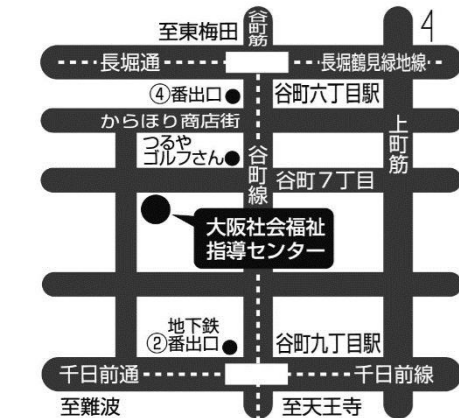 至東梅田
谷町筋
4
長堀通
長堀鶴見緑地線
④番出口
谷町六丁目駅
からほり商店街
上町筋
つるや
ゴルフさん
谷町線
谷町7丁目
大阪社会福祉
指導センター
地下鉄
②番出口
谷町九丁目駅
千日前通
千日前線
至難波
至天王寺